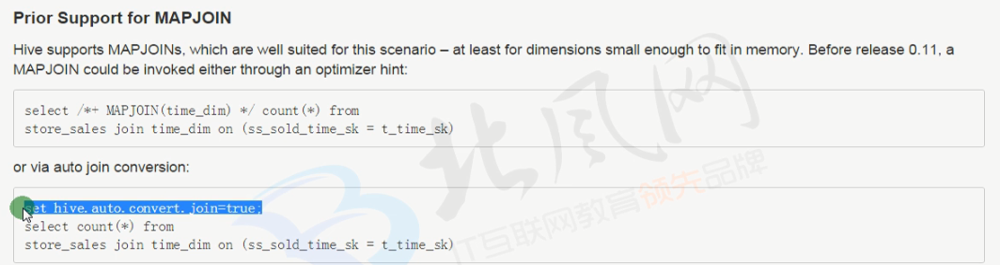 Prior Support for MAPJOIN
Hive supports MAPJOINs, which are well suited for this scenario – at least for dimensions small enough to fit in memory. Before release 0.11, a
MAPJOIN could be invoked either through an optimizer hint:
select /*+ MAPJOIN(time_dim) */ count(*) from
store_sales join time_dim on (ss_sold_time_sk = t_time_sk)
or via auto join conversion:
set hive.auto.convert.join=true;
select count(*) from
store_sales join time_dim on (ss_sold_time_sk = t_time_sk)
北风网
IT互联网教育领先品牌